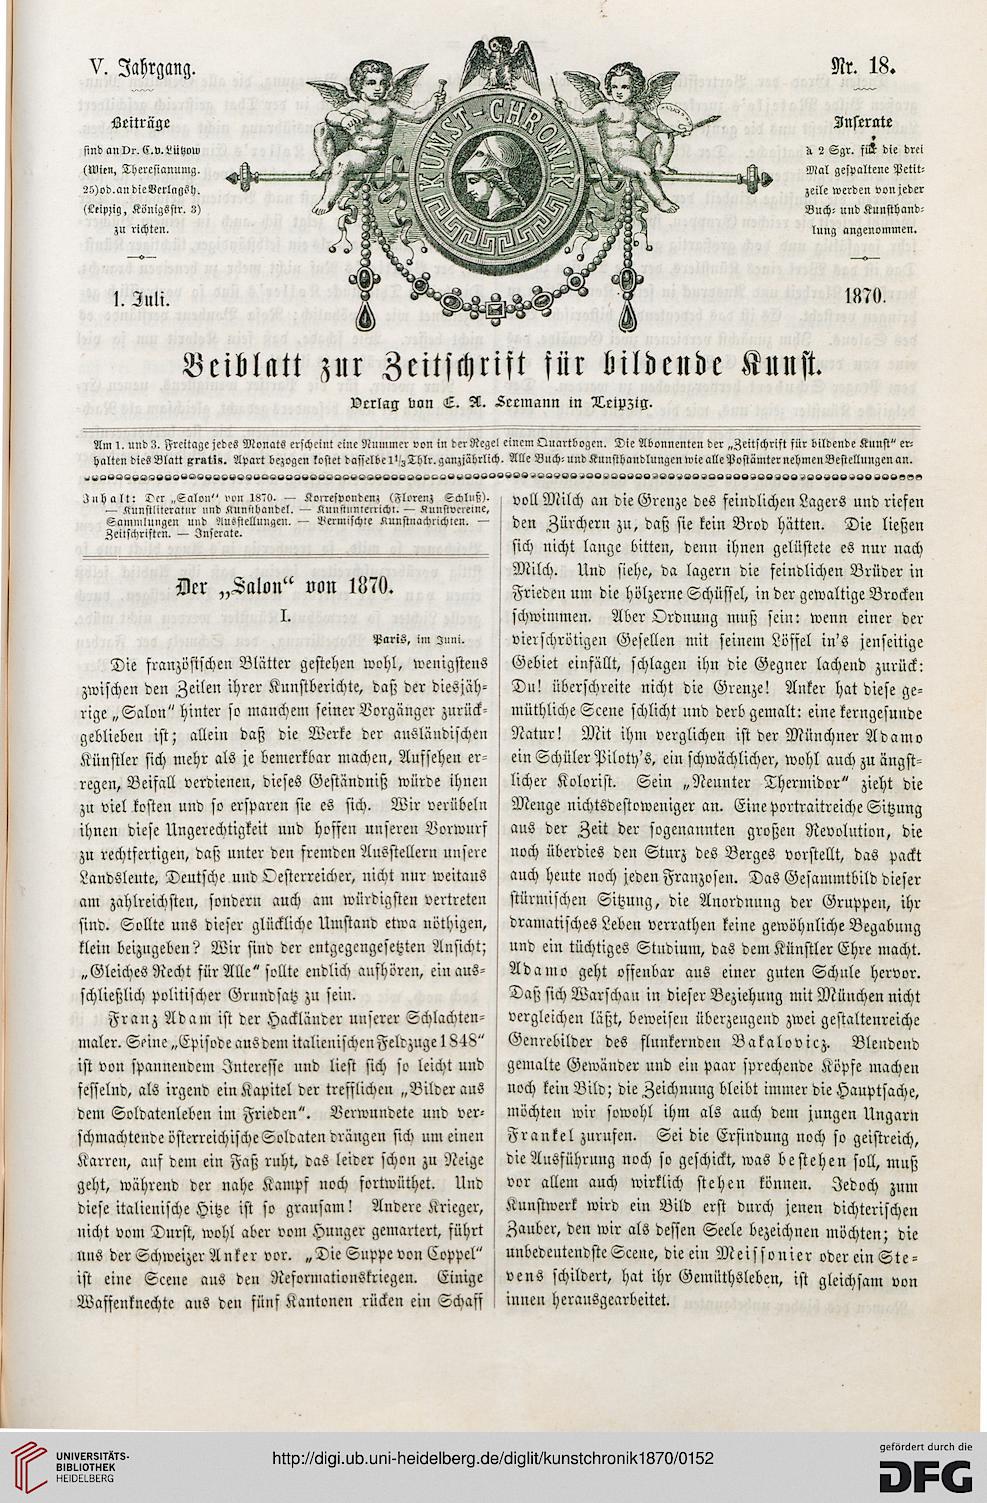 V. Jahrgang.
Nr. 18.
Beiträge
sind an Dr. C. v. Lützow
(Wien, Theresianumg.
25) od. an die Verlagsh.
(Leipzig, Königsstr. 3)
zu richten.
1. Juli.
KUNST-CHRONIK
Inserate
à 2 Sgr. für die drei
Mal gespaltene Petit-
zeile werden von jeder
Buch- und Kunsthand-
lung angenommen.
1870.
Beiblatt zur Zeitschrift für bildende Kunst.
Verlag von E. A. Seemann in Leipzig.
Am 1. und 3. Freitage jedes Monats erscheint eine Nummer von in der Regel einem Quartbogen. Die Abonnenten der „Zeitschrift für bildende Kunst“ er-
halten dies Blatt gratis. Apart bezogen kostet dasselbe 1 1/3 Thlr. ganzjährlich. Alle Buch- und Kunsthandlungen wie alle Postämter nehmen Bestellungen an.
Inhalt: Der „Salon“ von 1870. — Korrespondenz (Florenz Schluß).
— Kunstliteratur und Kunsthandel. — Kunstunterricht. — Kunstvereine,
Sammlungen und Ausstellungen. — Vermischte Kunstnachrichten. —
Zeitschriften. — Inserate.
Der „Salon“ von 1870.
I.
Paris, im Juni.
Die französischen Blätter gestehen wohl, wenigstens
zwischen den Zeilen ihrer Kunstberichte, daß der diesjäh-
rige „Salon“ hinter so manchem seiner Vorgänger zurück-
geblieben ist; allein daß die Werke der ausländischen
Künstler sich mehr als je bemerkbar machen, Aufsehen er-
regen, Beifall verdienen, dieses Geständniß würde ihnen
zu viel kosten und so ersparen sie es sich. Wir verübeln
ihnen diese Ungerechtigkeit und hoffen unseren Vorwurf
zu rechtfertigen, daß unter den fremden Ausstellern unsere
Landsleute, Deutsche und Oesterreicher, nicht nur weitaus
am zahlreichsten, sondern auch am würdigsten vertreten
sind. Sollte uns dieser glückliche Umstand etwa nöthigen,
klein beizugeben? Wir sind der entgegengesetzten Ansicht;
„Gleiches Recht für Alle“ sollte endlich aufhören, ein aus-
schließlich politischer Grundsatz zu sein.
Franz Adam ist der Hackländer unserer Schlachten-
maler. Seine „Episode aus dem italienischen Feldzuge 1848“
ist von spannendem Interesse und liest sich so leicht und
fesselnd, als irgend ein Kapitel der trefflichen „Bilder aus
dem Soldatenleben im Frieden“. Verwundete und ver-
schmachtende österreichische Soldaten drängen sich um einen
Karren, auf dem ein Faß ruht, das leider schon zu Neige
geht, während der nahe Kampf noch fortwüthet. Und
diese italienische Hitze ist so grausam! Andere Krieger,
nicht vom Durst, wohl aber vom Hunger gemartert, führt
uns der Schweizer Anker vor. „Die Suppe von Coppel“
ist eine Scene aus den Reformationskriegen. Einige
Waffenknechte aus den fünf Kantonen rücken ein Schaff
voll Milch an die Grenze des feindlichen Lagers und riefen
den Zürchern zu, daß sie kein Brod hätten. Die ließen
sich nicht lange bitten, denn ihnen gelüstete es nur nach
Milch. Und siehe, da lagern die feindlichen Brüder in
Frieden um die hölzerne Schüssel, in der gewaltige Brocken
schwimmen. Aber Ordnung muß sein: wenn einer der
vierschrötigen Gesellen mit seinem Löffel in's jenseitige
Gebiet einfällt, schlagen ihn die Gegner lachend zurück:
Du! überschreite nicht die Grenze! Anker hat diese ge-
müthliche Scene schlicht und derb gemalt: eine kerngesunde
Natur! Mit ihm verglichen ist der Münchner Adamo
ein Schüler Piloty's, ein schwächlicher, wohl auch zu ängst-
licher Kolorist. Sein „Neunter Thermidor“ zieht die
Menge nichtsdestoweniger an. Eine portraitreiche Sitzung
aus der Zeit der sogenannten großen Revolution, die
noch überdies den Sturz des Berges vorstellt, das packt
auch heute noch jeden Franzosen. Das Gesammtbild dieser
stürmischen Sitzung, die Anordnung der Gruppen, ihr
dramatisches Leben verrathen keine gewöhnliche Begabung
und ein tüchtiges Studium, das dem Künstler Ehre macht.
Adamo geht offenbar aus einer guten Schule hervor.
Daß sich Warschau in dieser Beziehung mit München nicht
vergleichen läßt, beweisen überzeugend zwei gestaltenreiche
Genrebilder des flunkernden Bakalovicz. Blendend
gemalte Gewänder und ein paar sprechende Köpfe machen
noch kein Bild; die Zeichnung bleibt immer die Hauptsache,
möchten wir sowohl ihm als auch dem jungen Ungarn
Frankel zurufen. Sei die Erfindung noch so geistreich,
die Ausführung noch so geschickt, was bestehen soll, muß
vor allem auch wirklich stehen können. Jedoch zum
Kunstwerk wird ein Bild erst durch jenen dichterischen
Zauber, den wir als dessen Seele bezeichnen möchten; die
unbedeutendste Scene, die ein Meissonier oder ein Ste-
vens schildert, hat ihr Gemüthsleben, ist gleichsam von
innen herausgearbeitet.
UNIVERSITÄTS-
BIBLIOTHEK
HEIDELBERG
http://digi.ub.uni-heidelberg.de/diglit/kunstchronik1870/0152
gefördert durch die
DFG